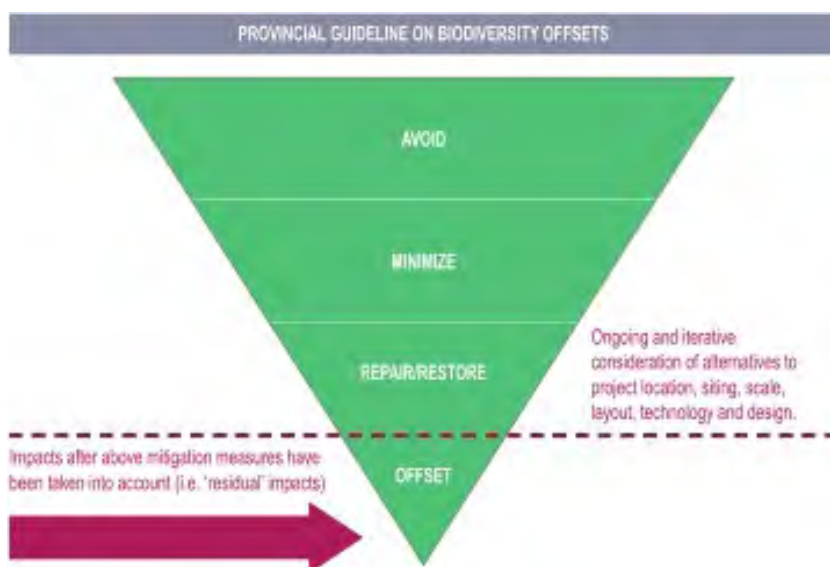 PROVINCIAL GUIDELINE ON BIODIVERSITY OFFSETS
AVOID
MINIMIZE
REPAIR/RESTORE
Ongoing and iterative
consideration of alternatives to
project location, siting, scale,
layout, technology and design.
Impacts after above mitigation measures have
been taken into account (i.e. ‘residual’ impacts)
OFFSET